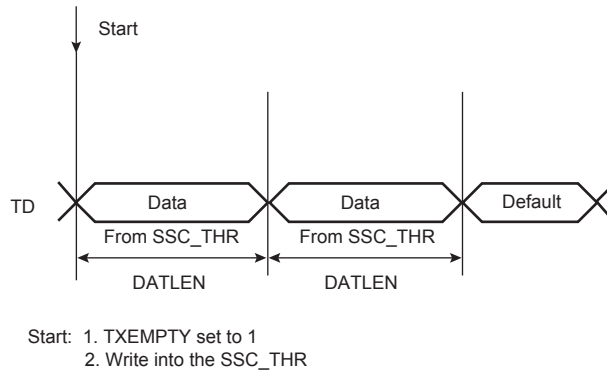 Start
TD
Data
Data
Default
From SSC_THR
From SSC_THR
DATLEN
DATLEN
Start: 1. TXEMPTY set to 1
2. Write into the SSC_THR